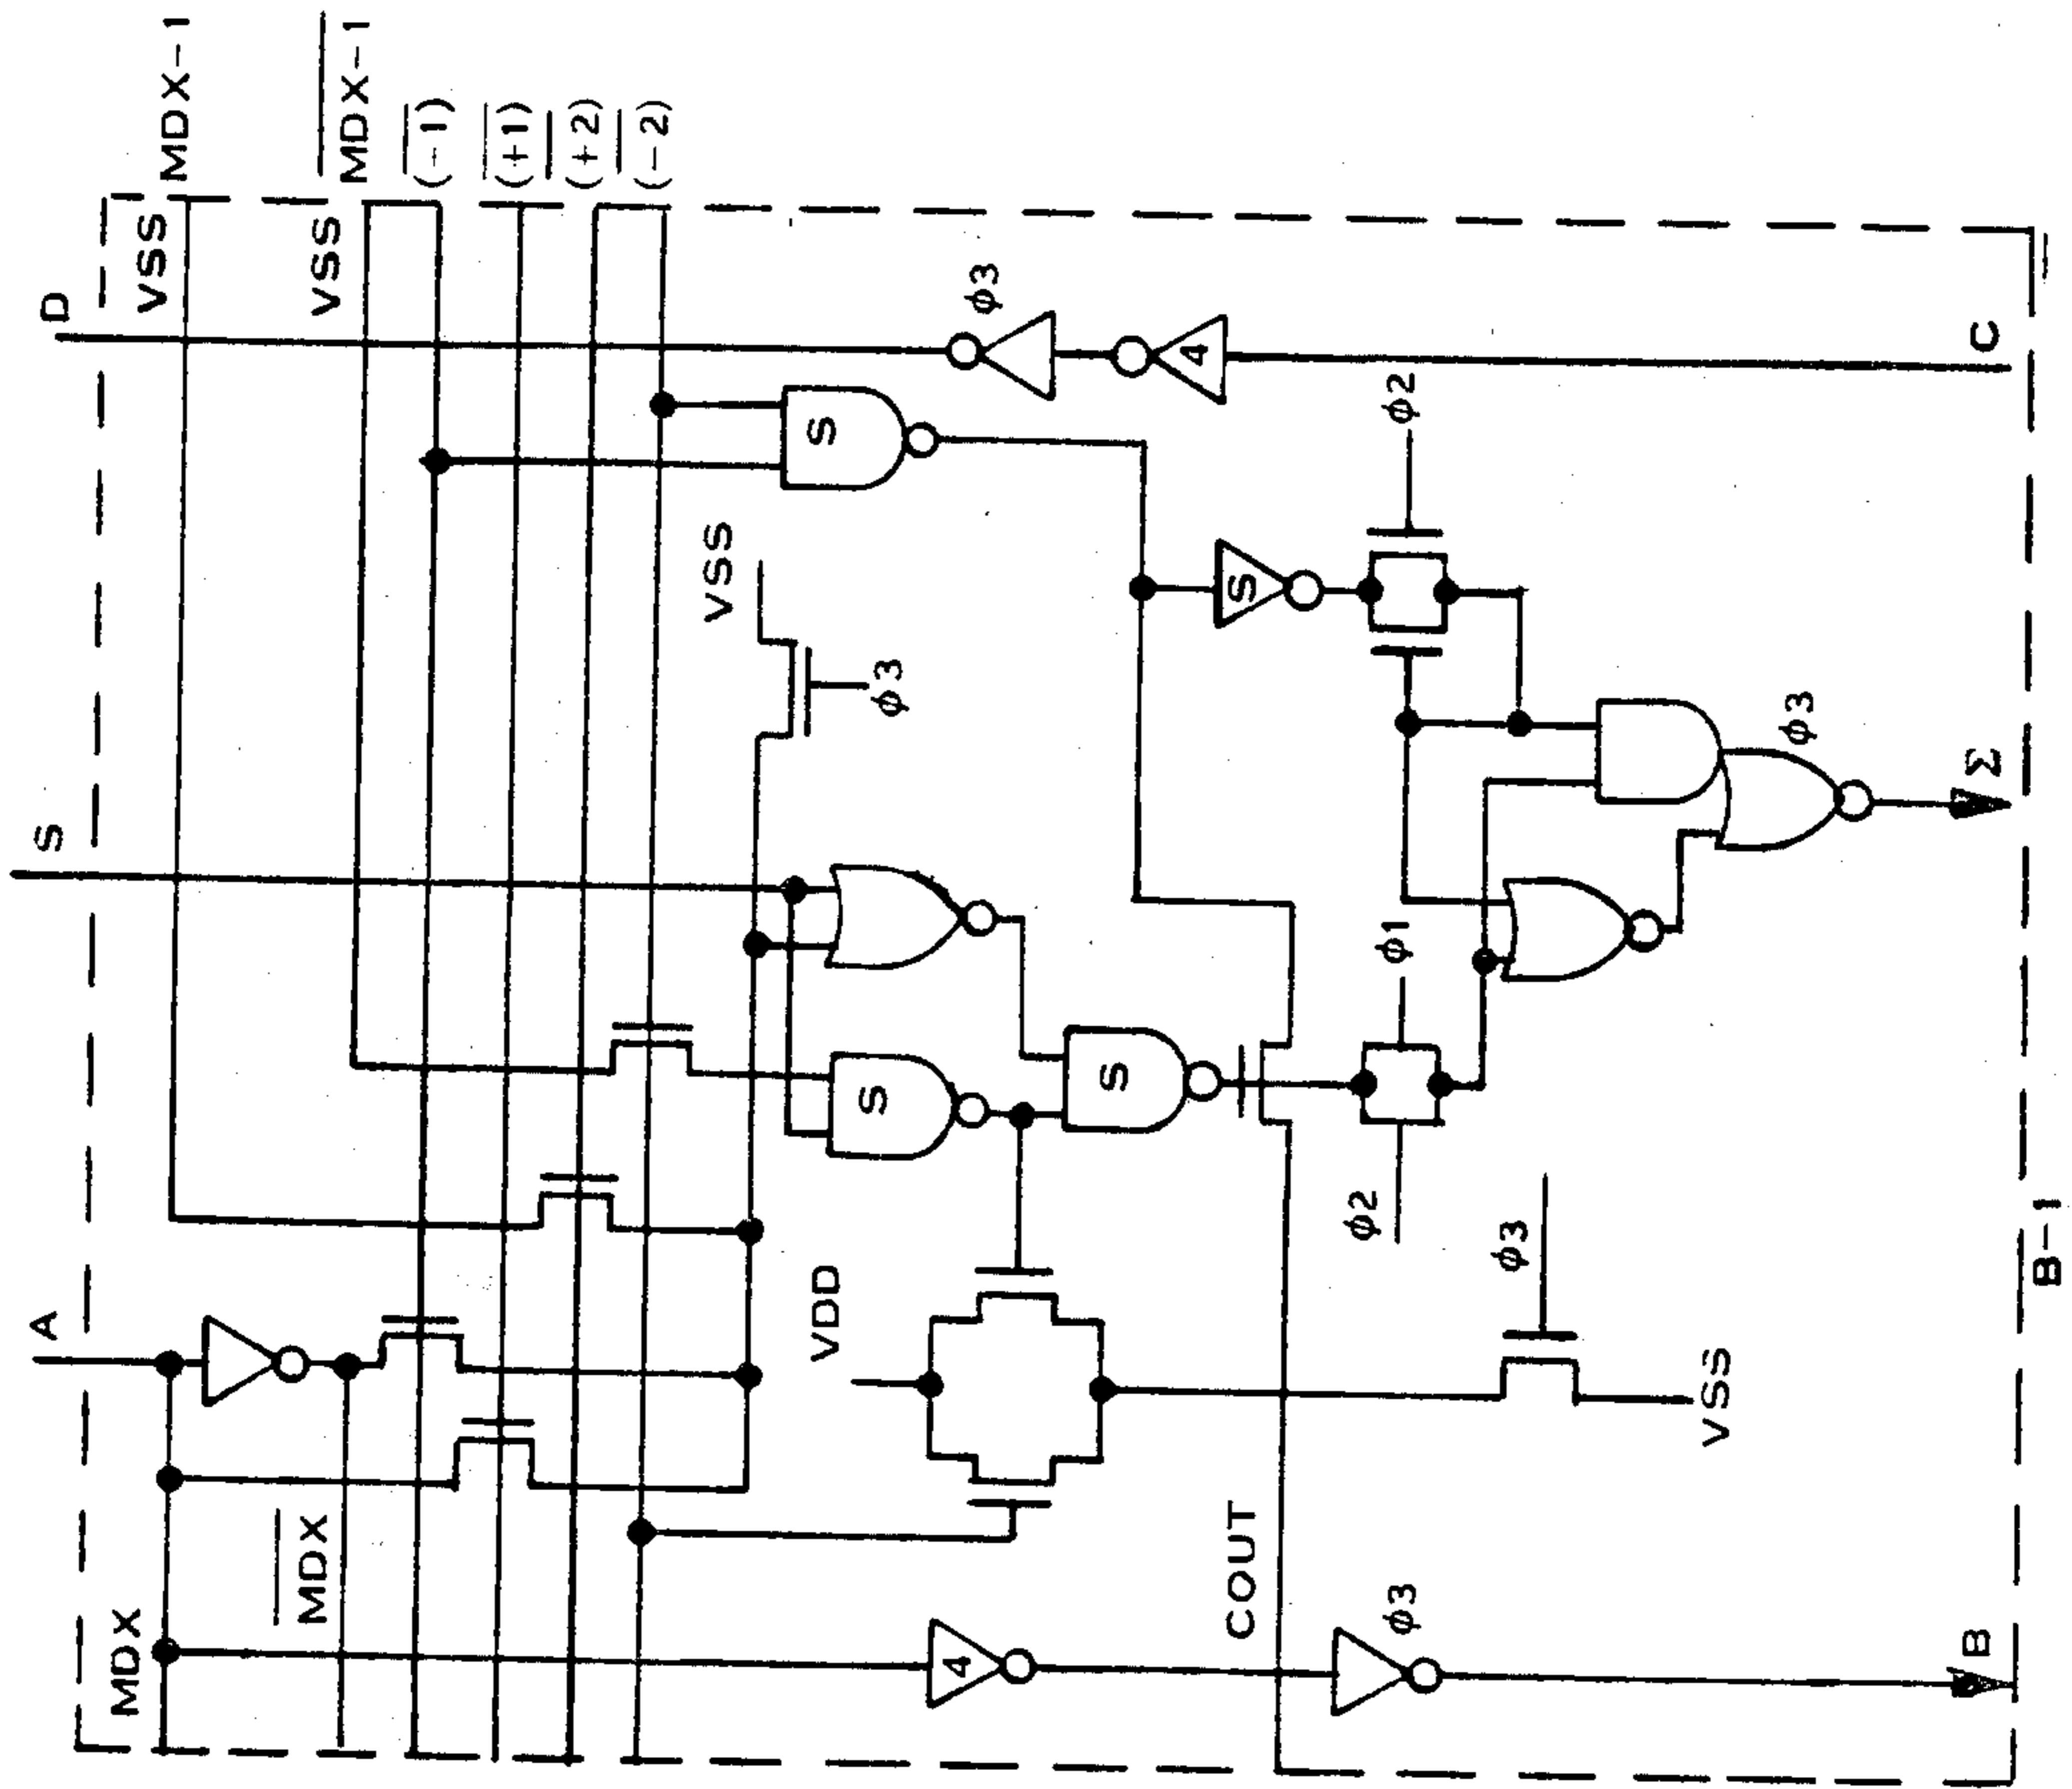 MDX-1
MDX-1
(-1)
(+1)
(+2)
(-2)
VSS
VSS
D
S
A
MDX
MDX
VSS
φ3
φ3
S
C
φ2
S
φ3
Σ
S
S
φ1
φ2
VDD
φ3
VSS
COUT
4
4
φ3
B
B-1